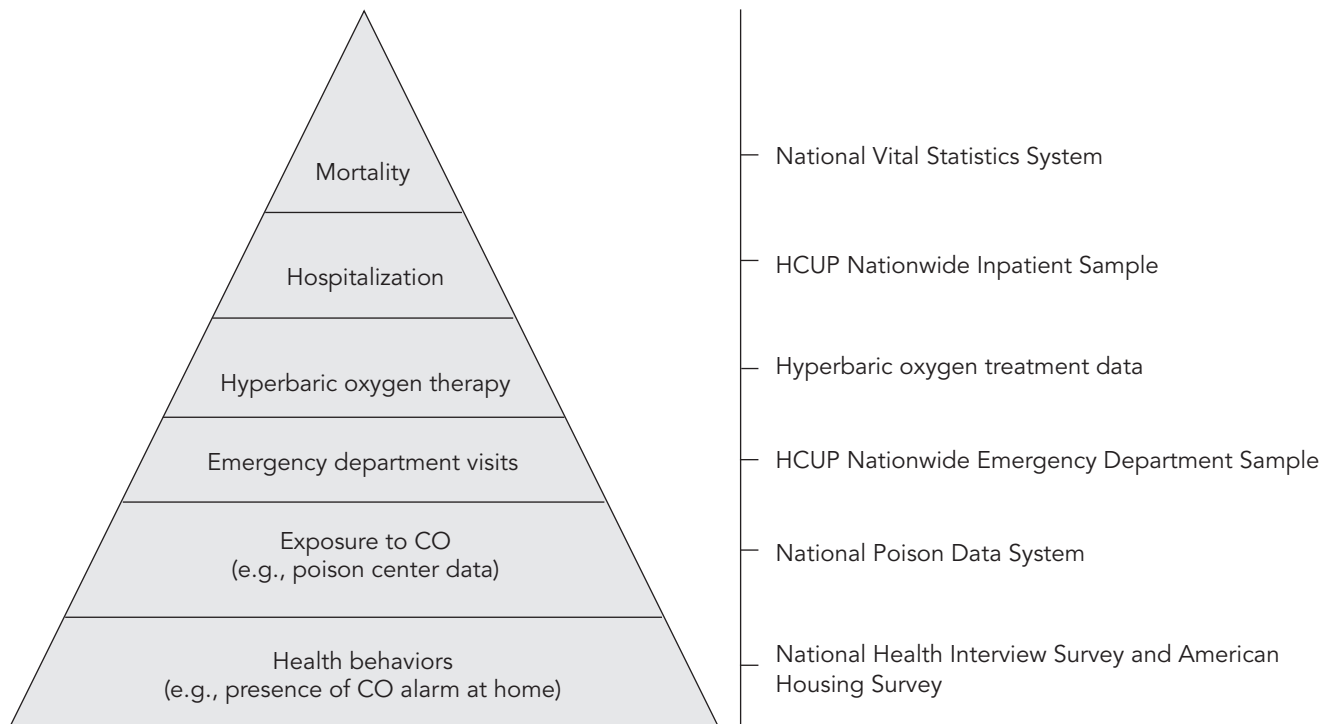 Mortality
National Vital Statistics System
Hospitalization
HCUP Nationwide Inpatient Sample
Hyperbaric oxygen therapy
Hyperbaric oxygen treatment data
Emergency department visits
HCUP Nationwide Emergency Department Sample
Exposure to CO
(e.g., poison center data)
National Poison Data System
Health behaviors
(e.g., presence of CO alarm at home)
National Health Interview Survey and American
Housing Survey